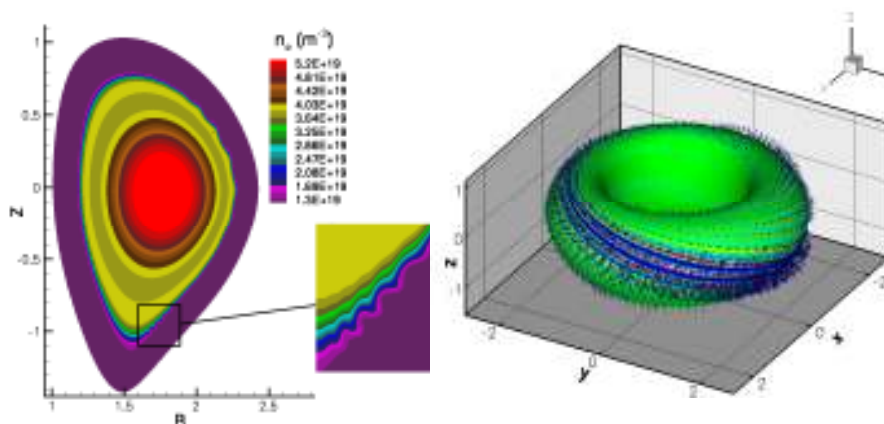 n_e (m^-3)
5.2E+19
4.81E+19
4.42E+19
4.03E+19
3.64E+19
3.25E+19
2.86E+19
2.47E+19
2.08E+19
1.69E+19
1.3E+19
1
0.5
0
-0.5
-1
Z
1
1.5
2
2.5
R
1
0
-1
z
-2
0
2
y
-2
0
2
x